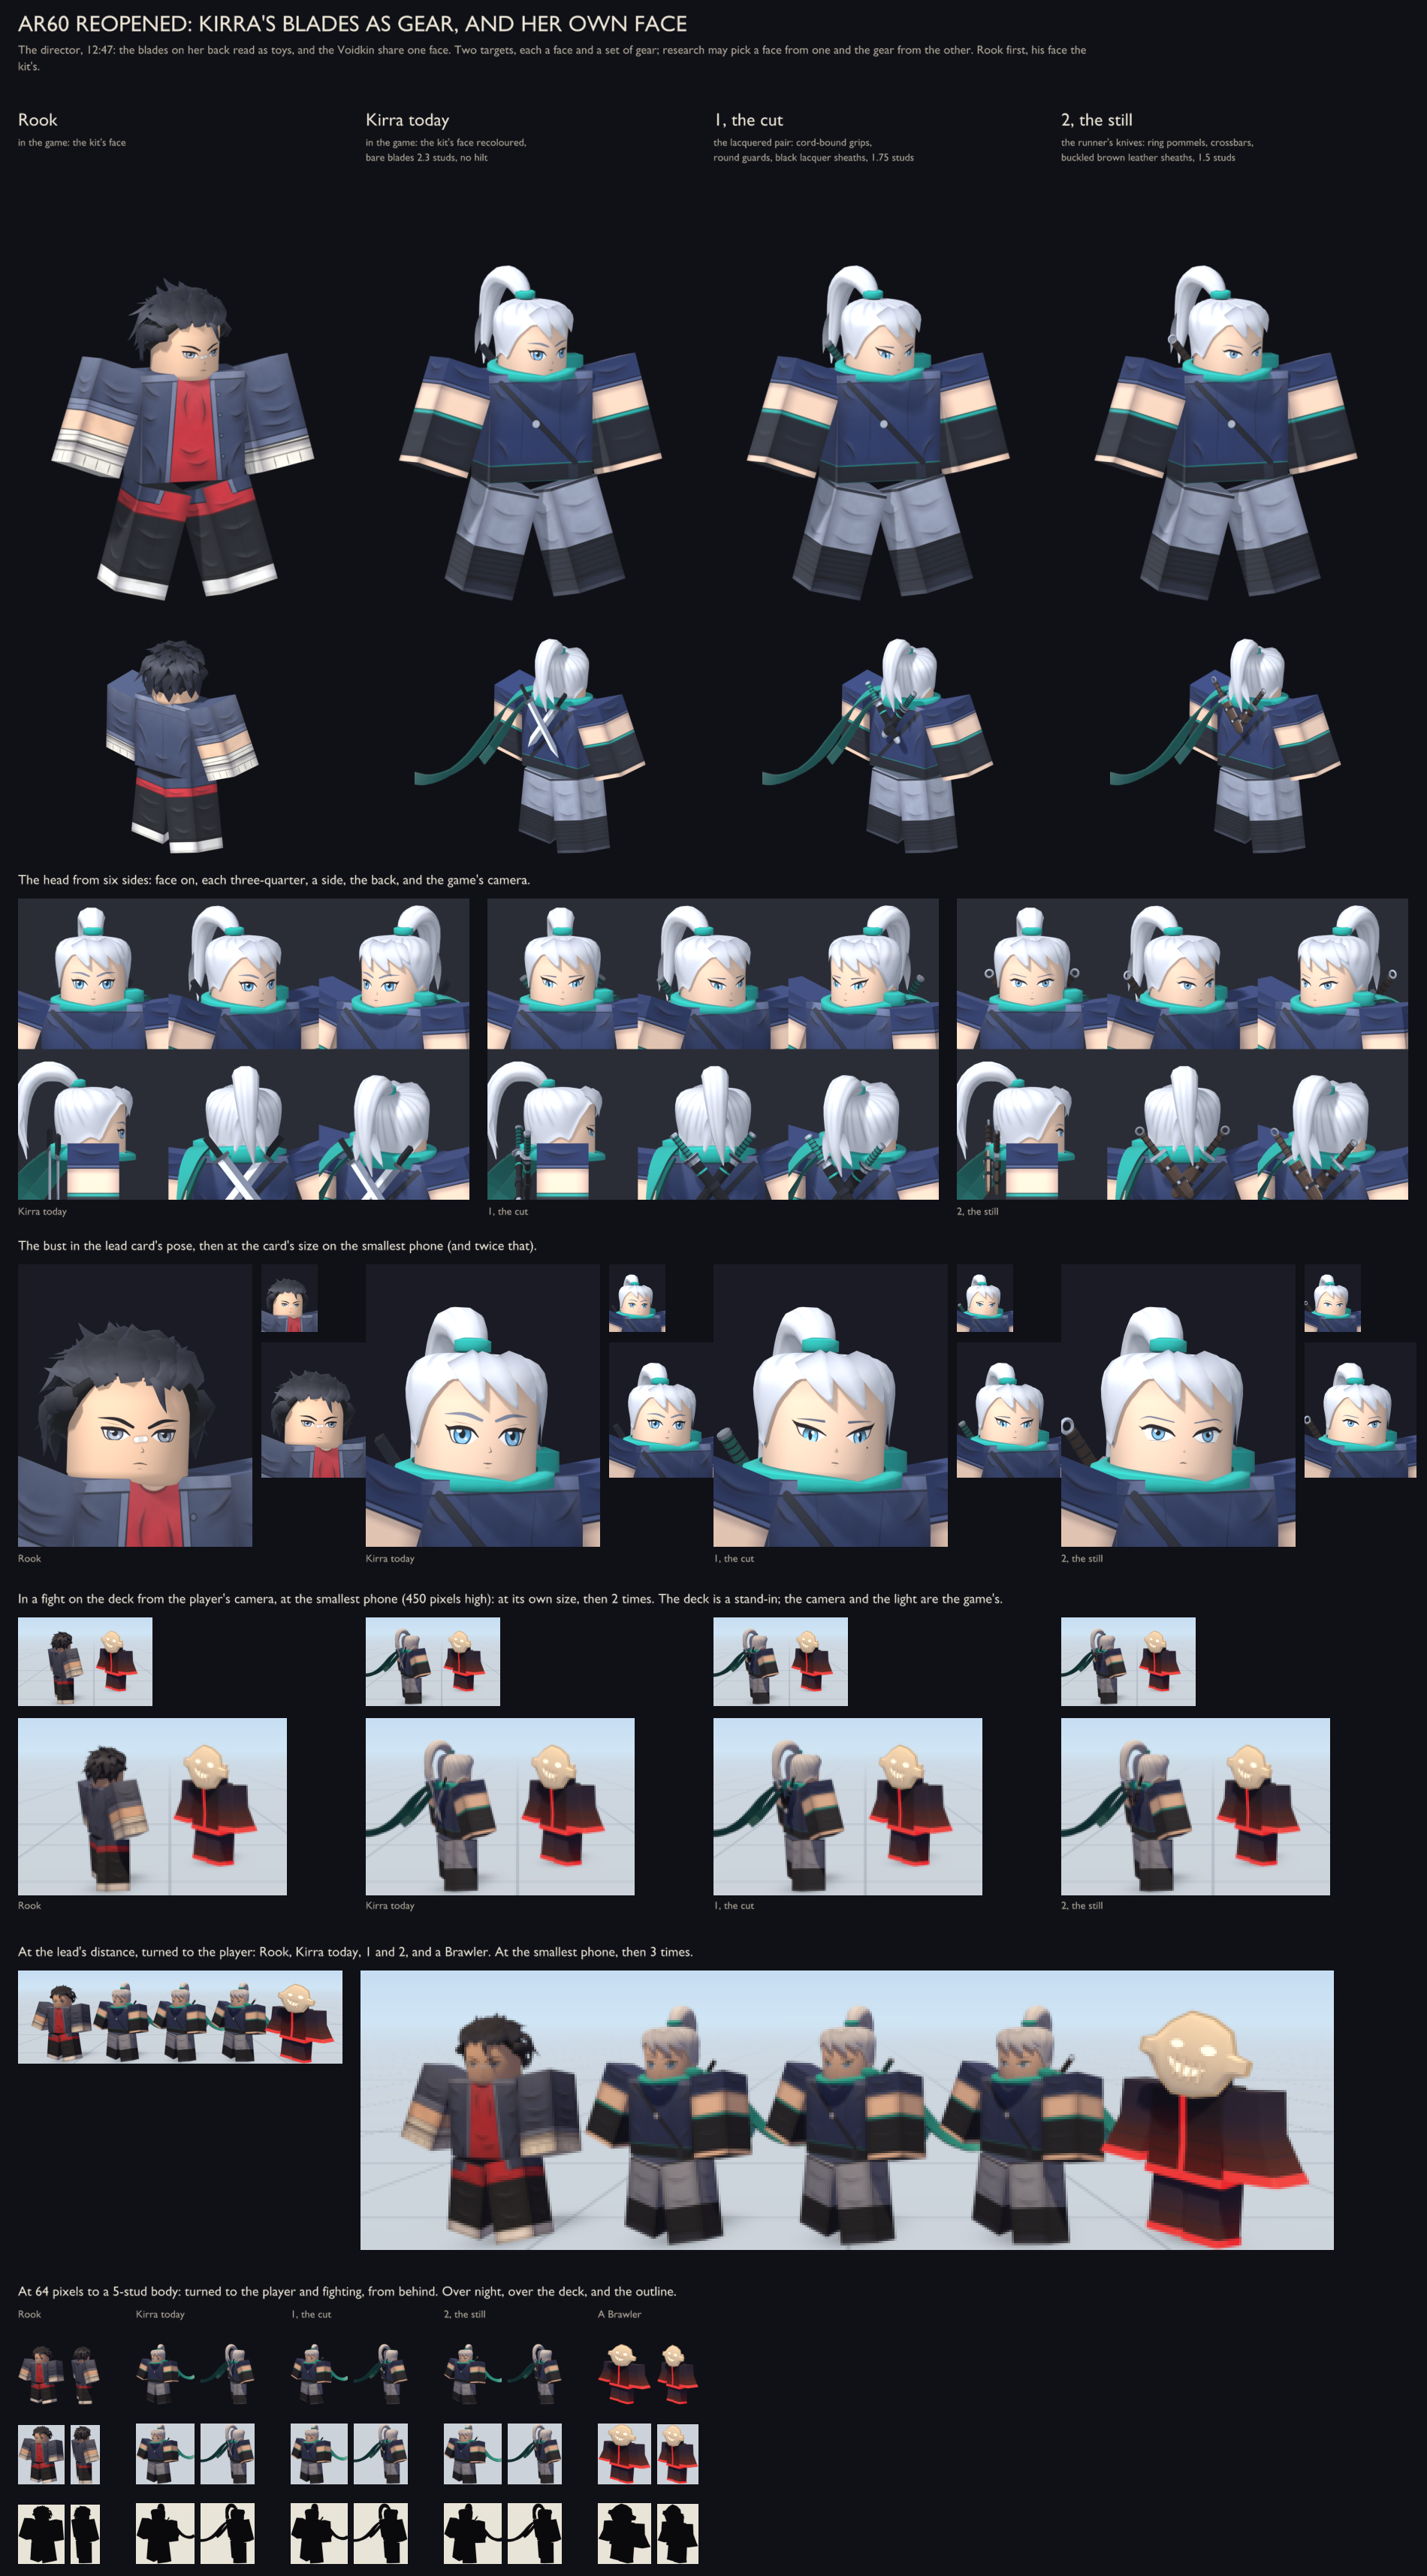 AR60 REOPENED: KIRRA'S BLADES AS GEAR, AND HER OWN FACE
The director, 12:47: the blades on her back read as toys, and the Voidkin share one face. Two targets, each a face and a set of gear; research may pick a face from one and the gear from the other. Rook first, his face the
kit's.
Rook
in the game: the kit's face
Kirra today
in the game: the kit's face recoloured,
bare blades 2.3 studs, no hilt
1, the cut
the lacquered pair: cord-bound grips,
round guards, black lacquer sheaths, 1.75 studs
2, the still
the runner's knives: ring pommels, crossbars,
buckled brown leather sheaths, 1.5 studs
The head from six sides: face on, each three-quarter, a side, the back, and the game's camera.
Kirra today
1, the cut
2, the still
The bust in the lead card's pose, then at the card's size on the smallest phone (and twice that).
Rook
Kirra today
1, the cut
2, the still
In a fight on the deck from the player's camera, at the smallest phone (450 pixels high): at its own size, then 2 times. The deck is a stand-in; the camera and the light are the game's.
Rook
Kirra today
1, the cut
2, the still
At the lead's distance, turned to the player: Rook, Kirra today, 1 and 2, and a Brawler. At the smallest phone, then 3 times.
At 64 pixels to a 5-stud body: turned to the player and fighting, from behind. Over night, over the deck, and the outline.
Rook
Kirra today
1, the cut
2, the still
A Brawler